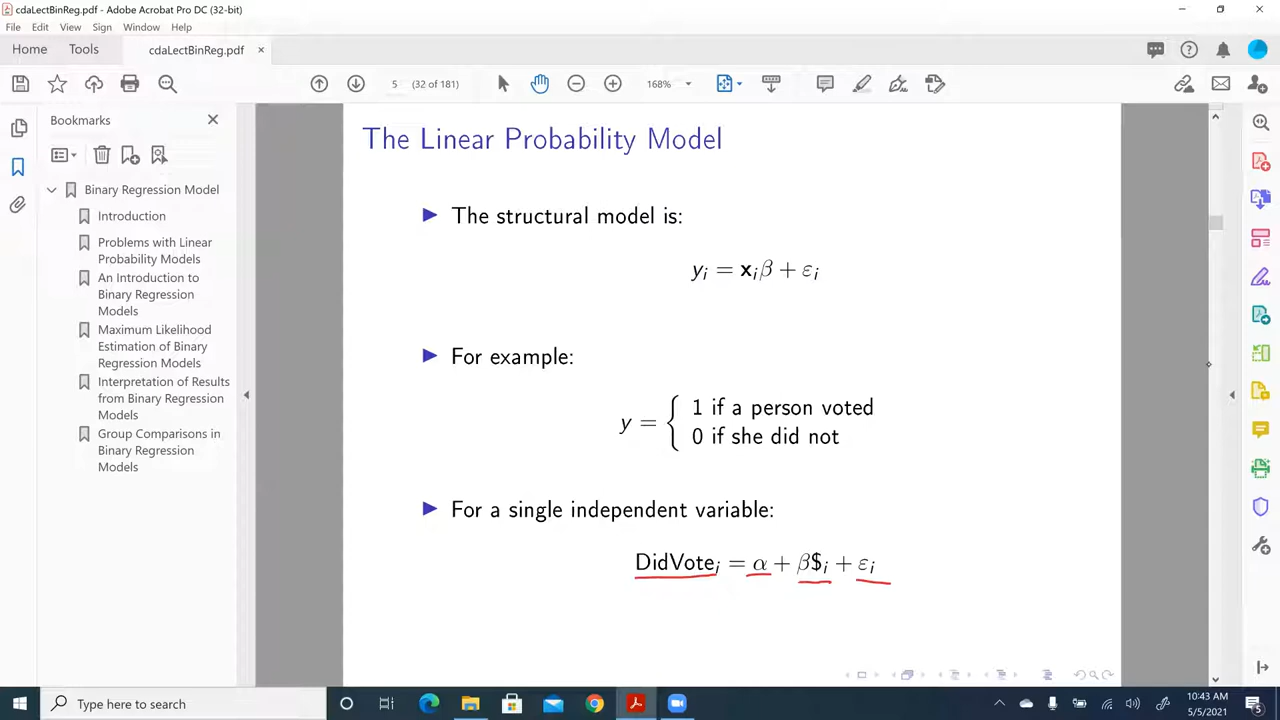 cdaLectBinReg.pdf - Adobe Acrobat Pro DC (32-bit)
File Edit View Sign Window Help
Home Tools cdaLectBinReg.pdf ×
5 (32 of 181) 168%
Bookmarks
Binary Regression Model
Introduction
Problems with Linear
Probability Models
An Introduction to
Binary Regression
Models
Maximum Likelihood
Estimation of Binary
Regression Models
Interpretation of Results
from Binary Regression
Models
Group Comparisons in
Binary Regression
Models
The Linear Probability Model
▶ The structural model is:
yᵢ = xᵢβ + εᵢ
▶ For example:
y = { 1 if a person voted
0 if she did not
▶ For a single independent variable:
DidVoteᵢ = α + β$ᵢ + εᵢ
Type here to search
10:43 AM
5/5/2021
5